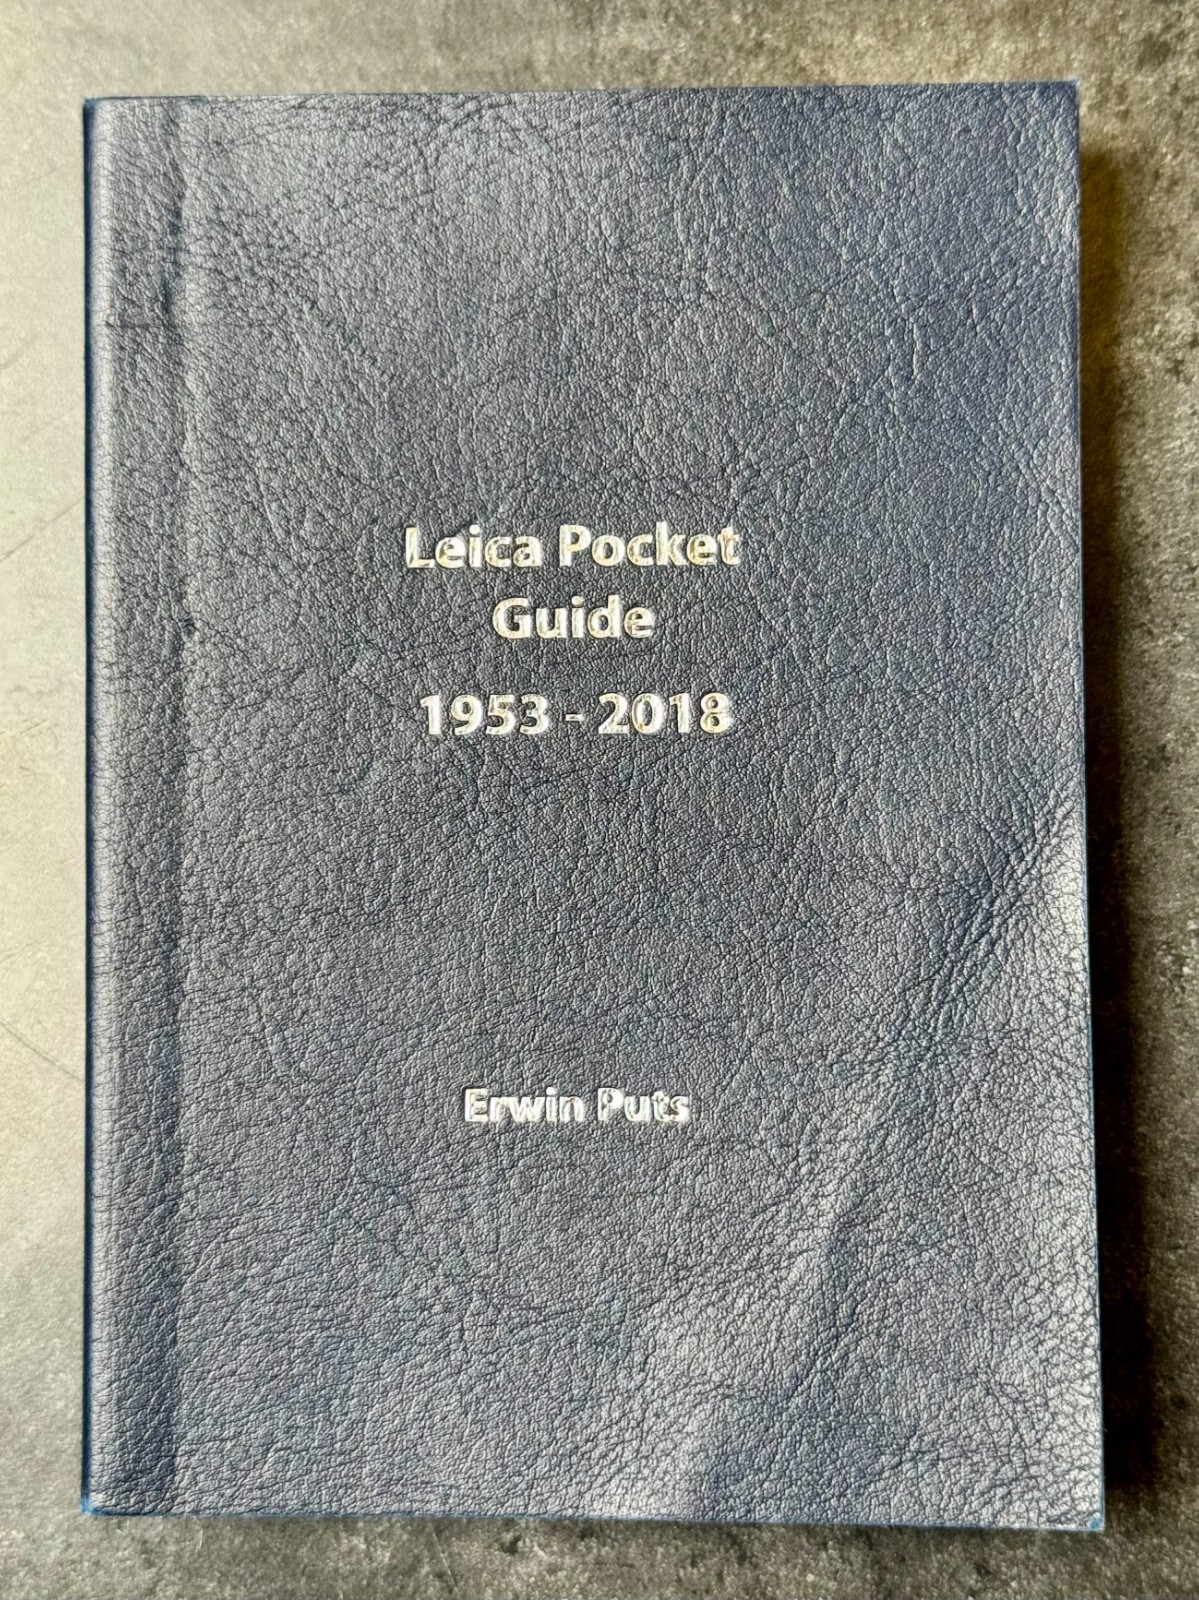 Leica Pocket
Guide
1953 - 2018
Erwin Puts